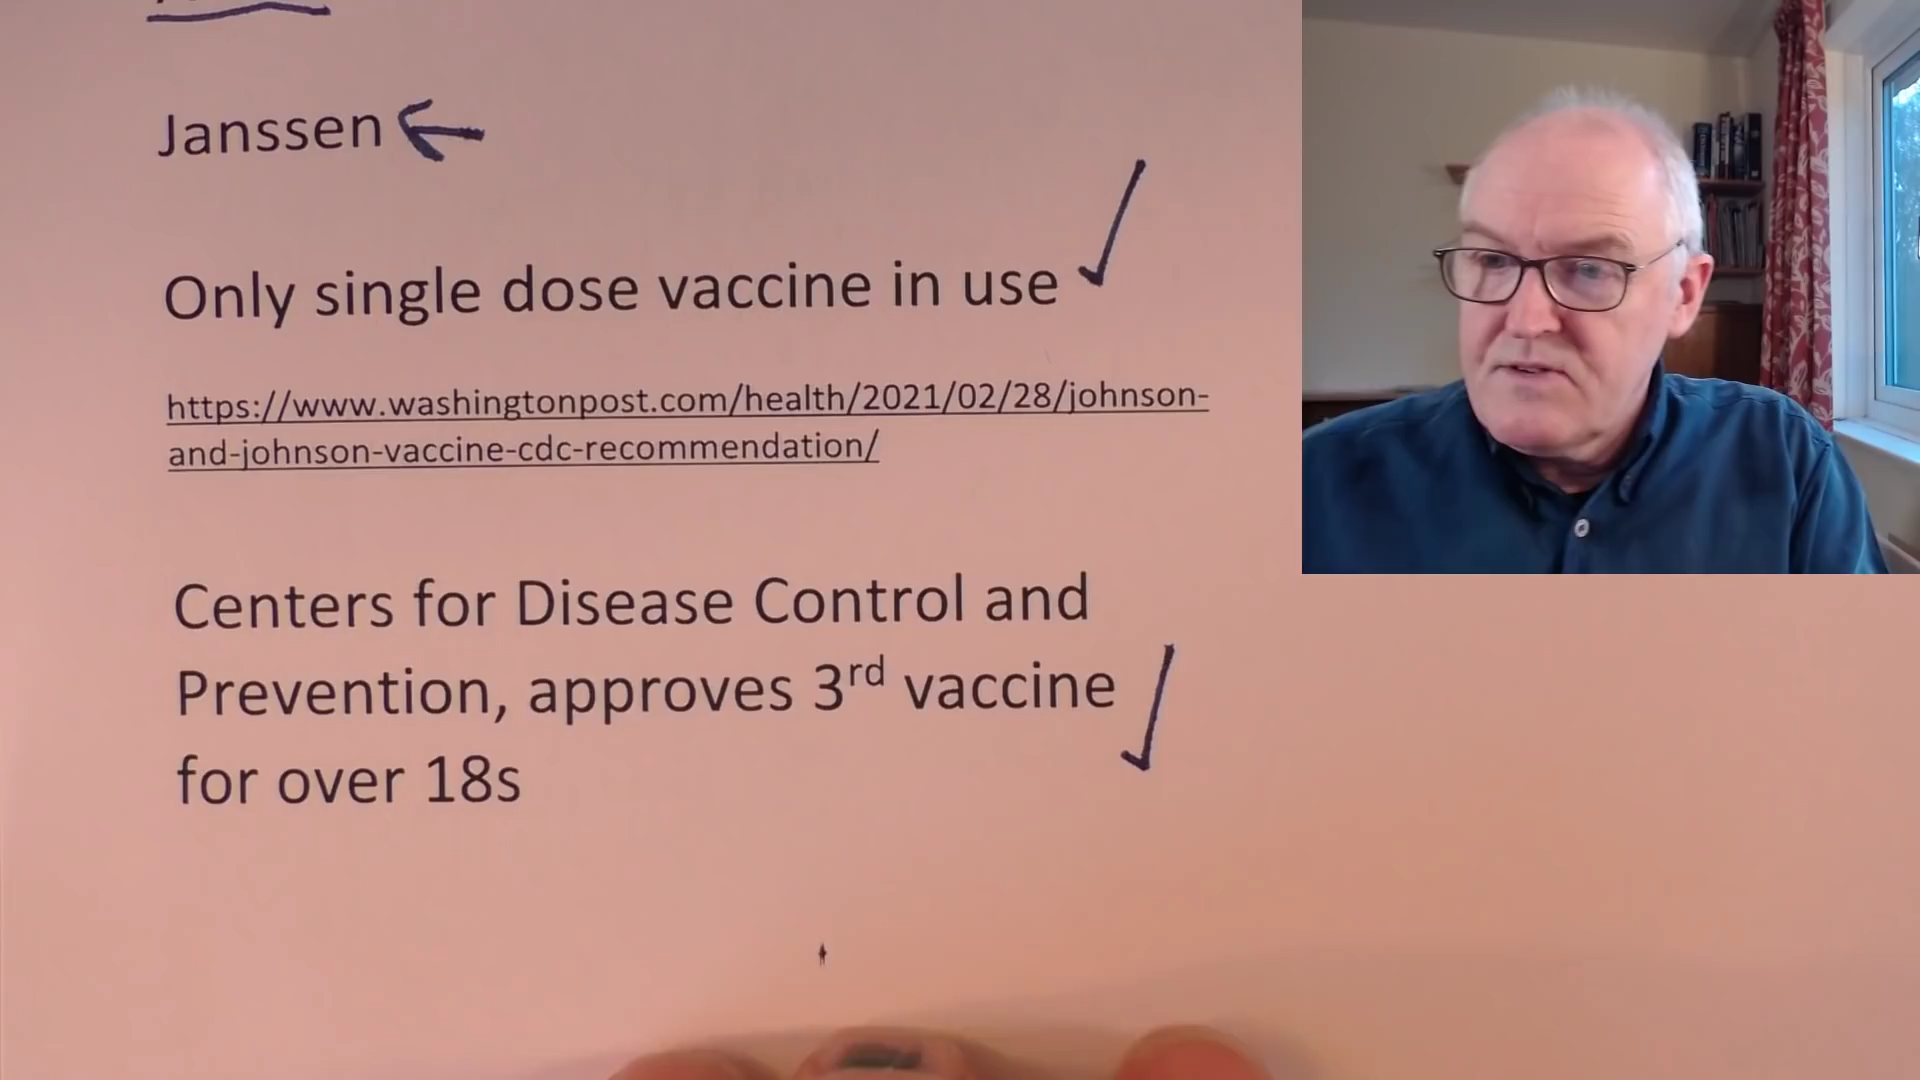 Janssen
Only single dose vaccine in use
https://www.washingtonpost.com/health/2021/02/28/johnson-
and-johnson-vaccine-cdc-recommendation/
Centers for Disease Control and
Prevention, approves 3rd vaccine
for over 18s